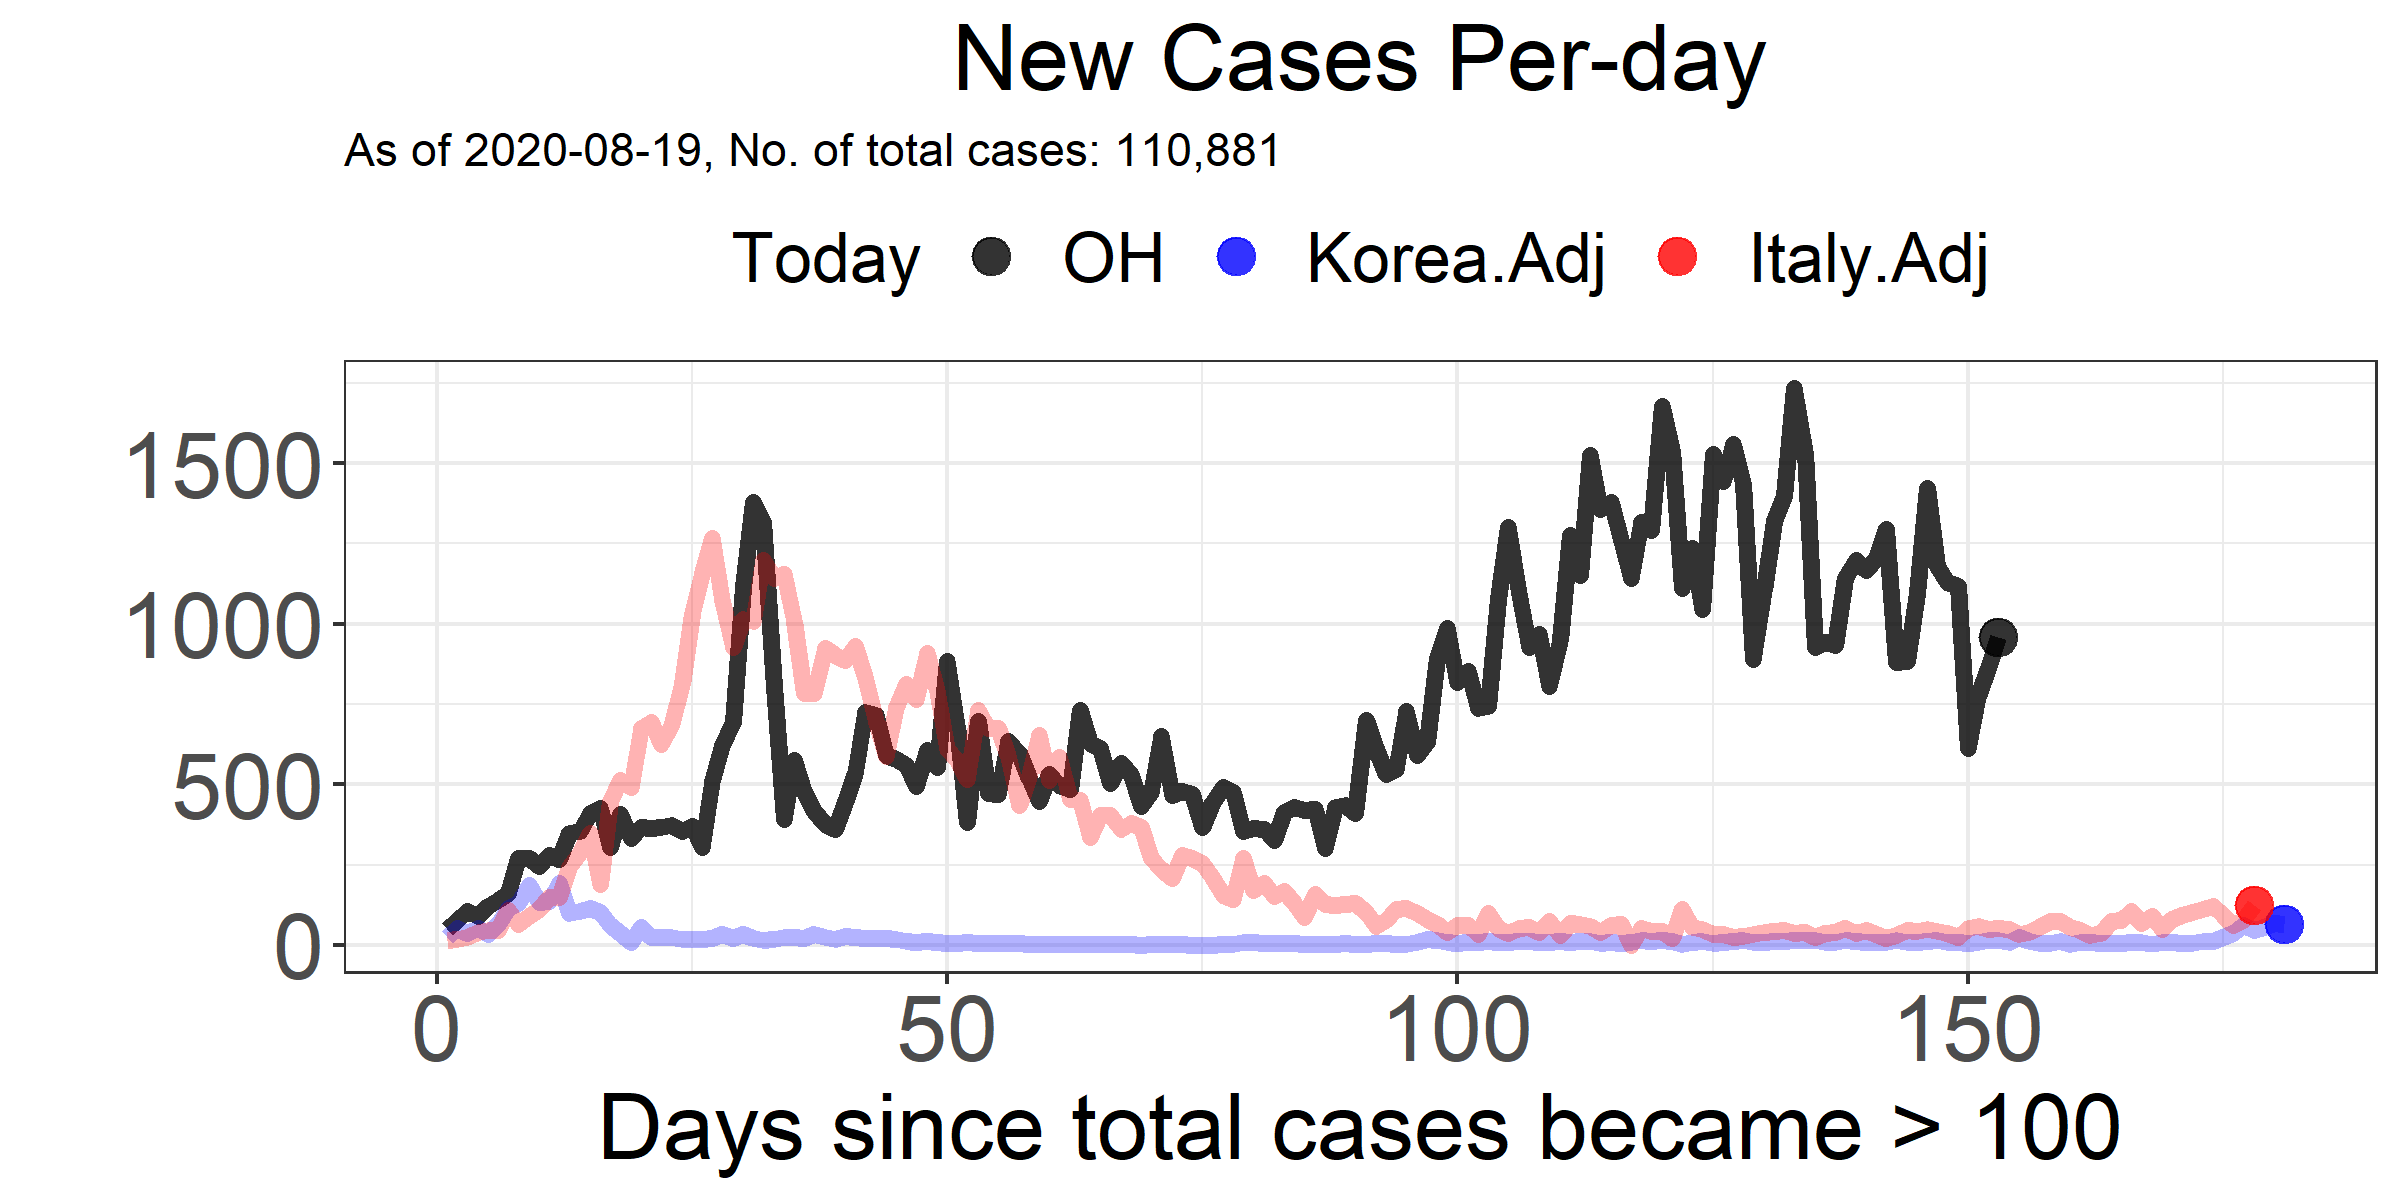 New Cases Per-day
As of 2020-08-19, No. of total cases: 110,881
Today OH Korea.Adj Italy.Adj
1500
1000
500
0
0 50 100 150
Days since total cases became > 100